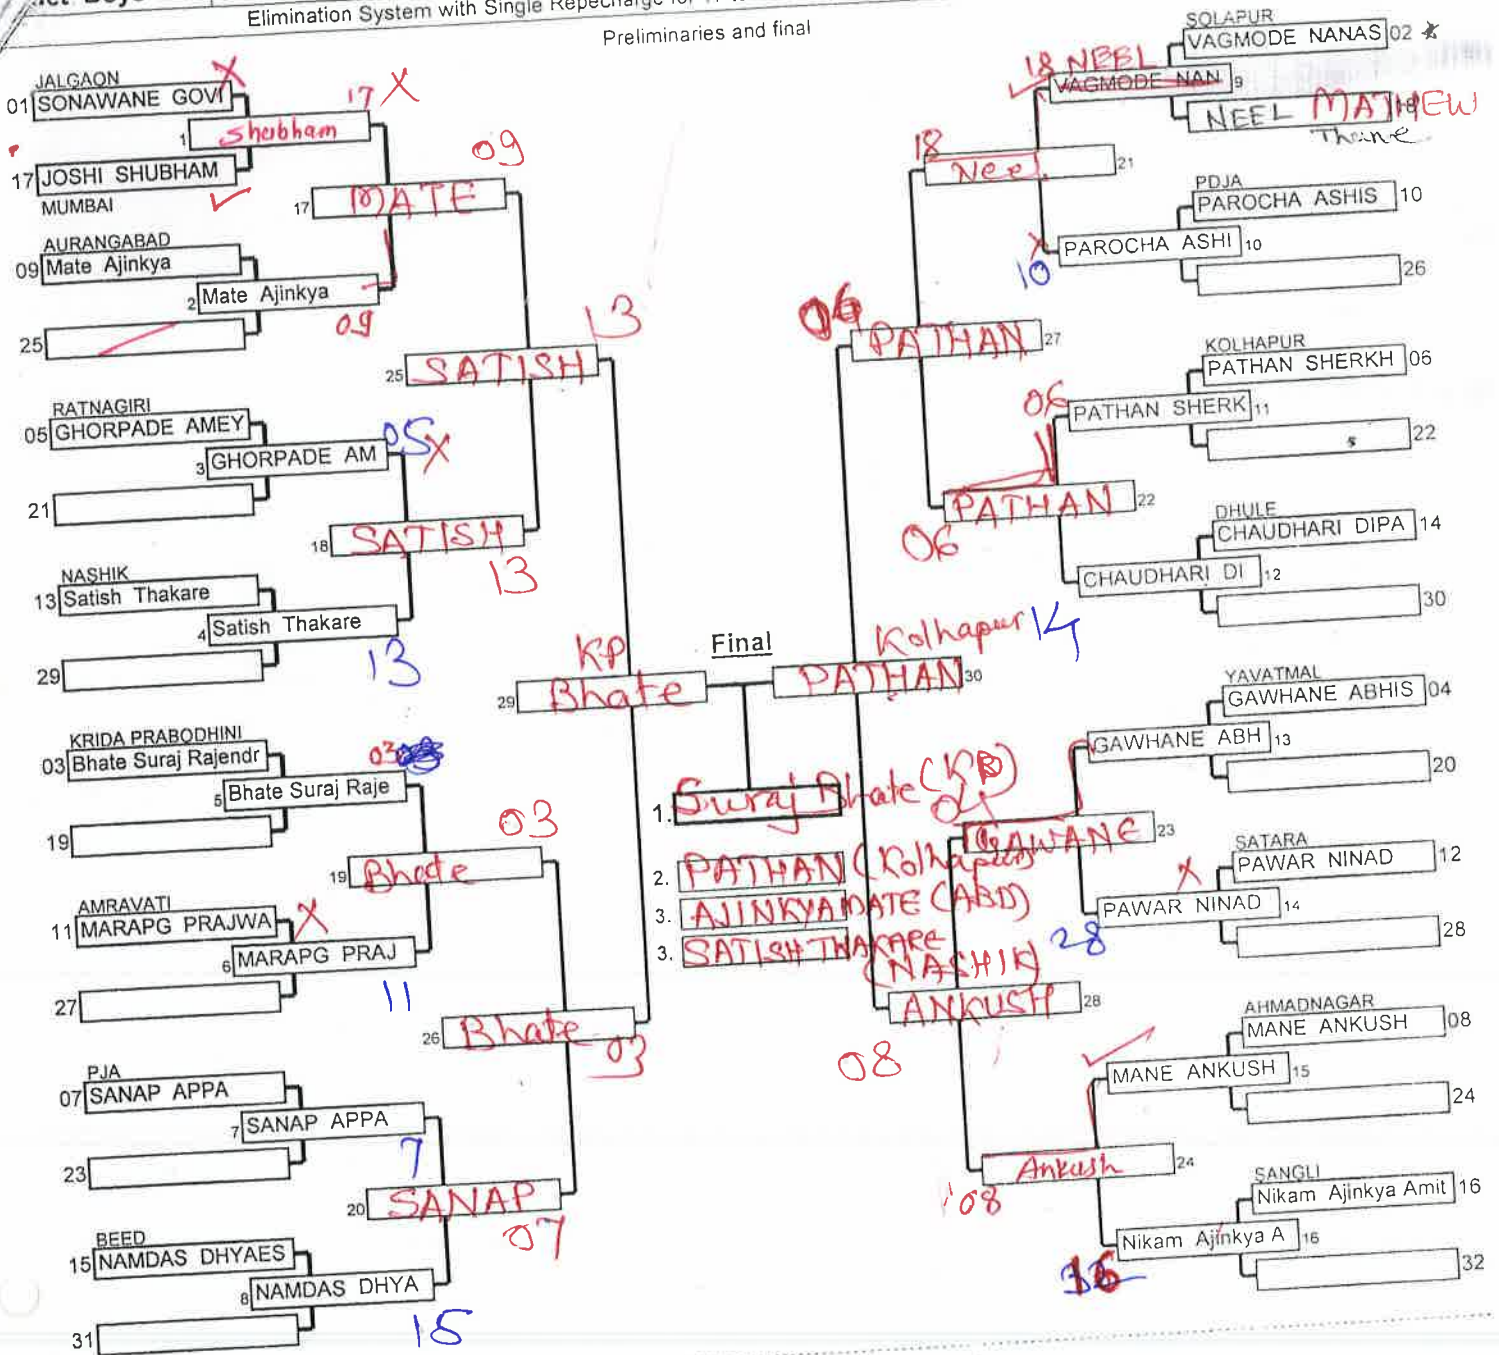 Elimination System with Single Repechage for
Preliminaries and final
JALGAON
01 SONAWANE GOVI X
1 Shubham 17 X
17 JOSHI SHUBHAM
MUMBAI
17 MATE 09
AURANGABAD
09 Mate Ajinkya
2 Mate Ajinkya
09
25
25 SATISH 13
RATNAGIRI
05 GHORPADE AMEY
3 GHORPADE AM 05 X
21
18 SATISH
13
NASHIK
13 Satish Thakare
4 Satish Thakare
13
29
KP
29 Bhate
KRIDA PRABODHINI
03 Bhate Suraj Rajendr
5 Bhate Suraj Raje 03
19
19 Bhate 03
AMRAVATI
11 MARAPG PRAJWA X
6 MARAPG PRAJ
11
27
26 Bhate
03
PJA
07 SANAP APPA
7 SANAP APPA
7
23
20 SANAP
07
BEED
15 NAMDAS DHYAES
8 NAMDAS DHYA
15
31
Final
1. Suraj Bhate (KP)
2. PATHAN (Kolhapur)
3. AJINKYA MATE (ABD)
3. SATISH THAKARE
(NASHIK)
SOLAPUR
VAGMODE NANAS 02
18 NEEL
VAGMODE NAN 9
NEEL MATHEW 18
Thane
18
Neel 21
PDJA
PAROCHA ASHIS 10
X PAROCHA ASHI 10
10
26
06 PATHAN 27
KOLHAPUR
PATHAN SHERKH 06
06 PATHAN SHERK 11
22
PATHAN 22
06
DHULE
CHAUDHARI DIPA 14
CHAUDHARI DI 12
30
Kolhapur 14
PATHAN 30
YAVATMAL
GAWHANE ABHIS 04
GAWHANE ABH 13
20
04
GAWANE 23
SATARA
PAWAR NINAD 12
X
PAWAR NINAD 14
28
28
ANKUSH 28
08
AHMADNAGAR
MANE ANKUSH 08
MANE ANKUSH 15
24
Ankush 24
08
SANGLI
Nikam Ajinkya Amit 16
Nikam Ajinkya A 16
16
32